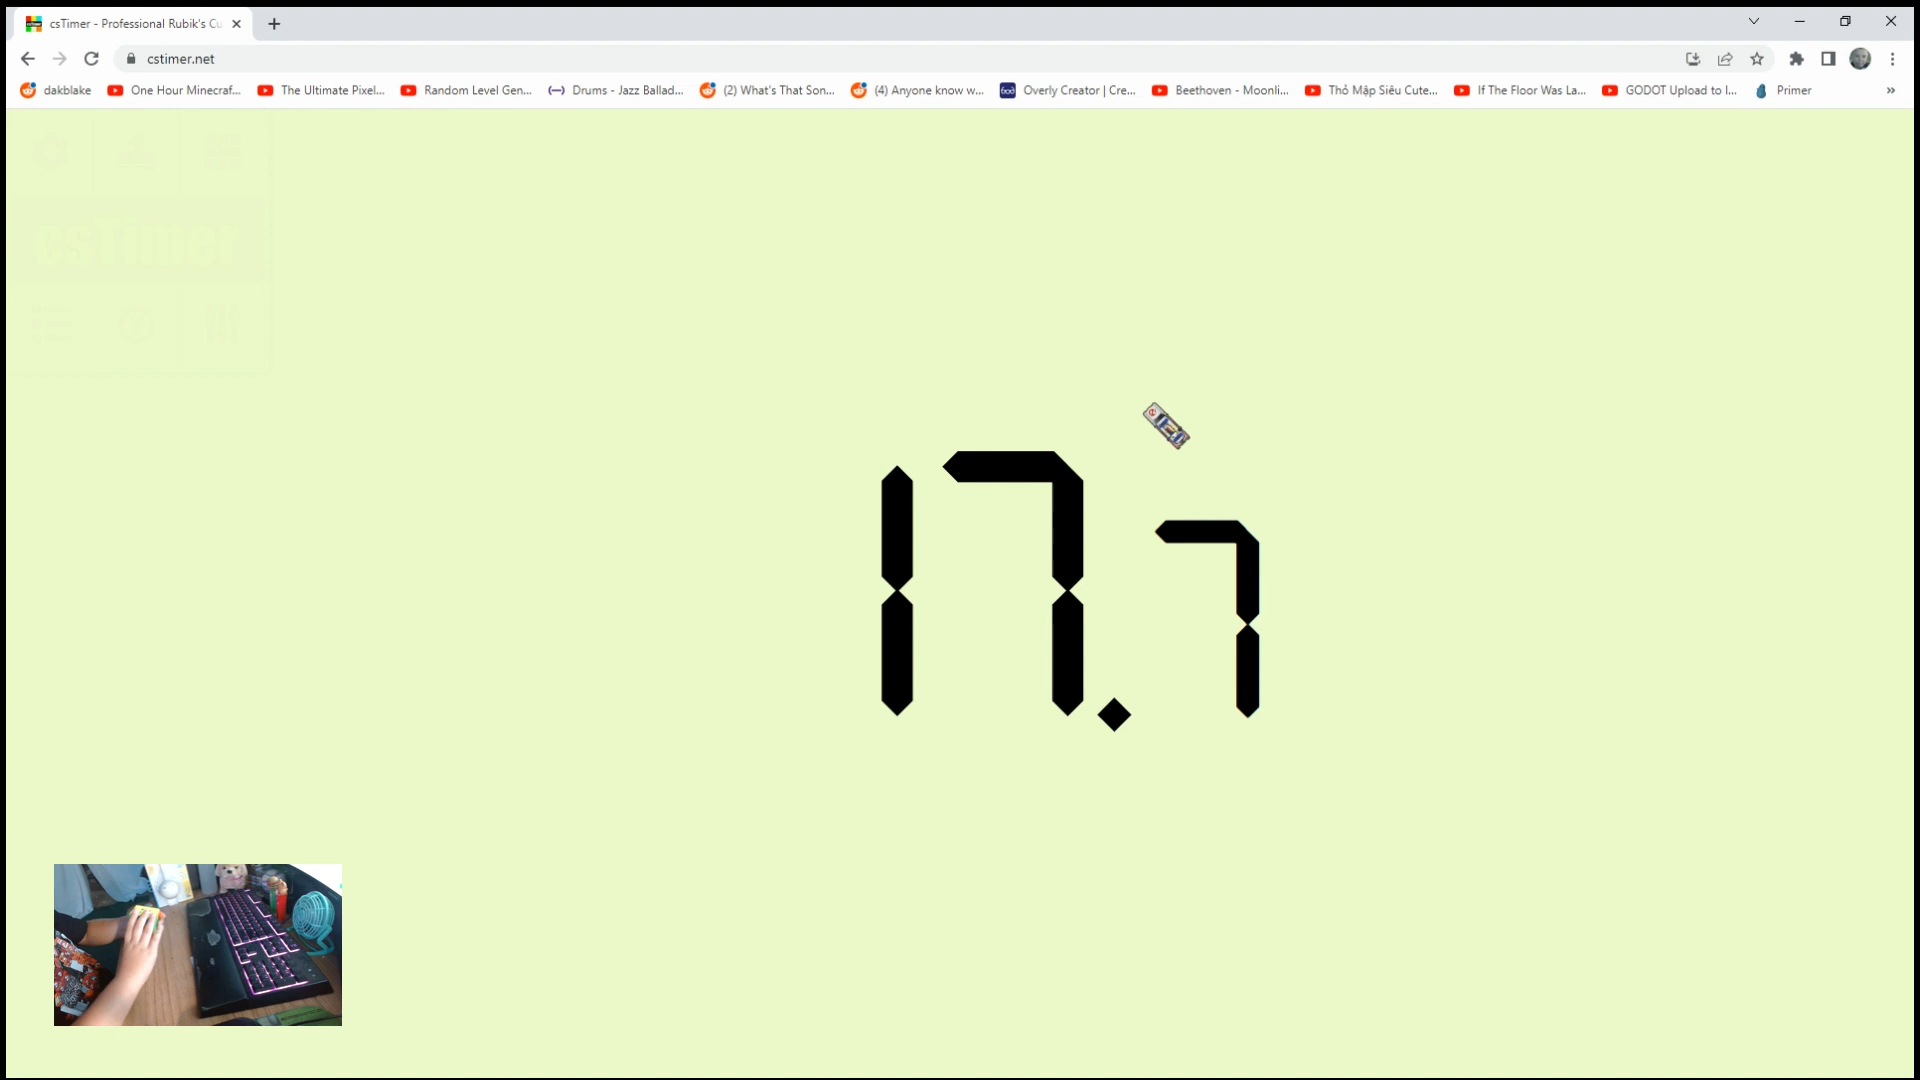 csTimer - Professional Rubik's Cu
cstimer.net
dakblake
One Hour Minecraf...
The Ultimate Pixel...
Random Level Gen...
Drums - Jazz Ballad...
(2) What's That Son...
(4) Anyone know w...
Overly Creator | Cre...
Beethoven - Moonli...
Thỏ Mập Siêu Cute...
If The Floor Was La...
GODOT Upload to I...
Primer
csTimer
17.7